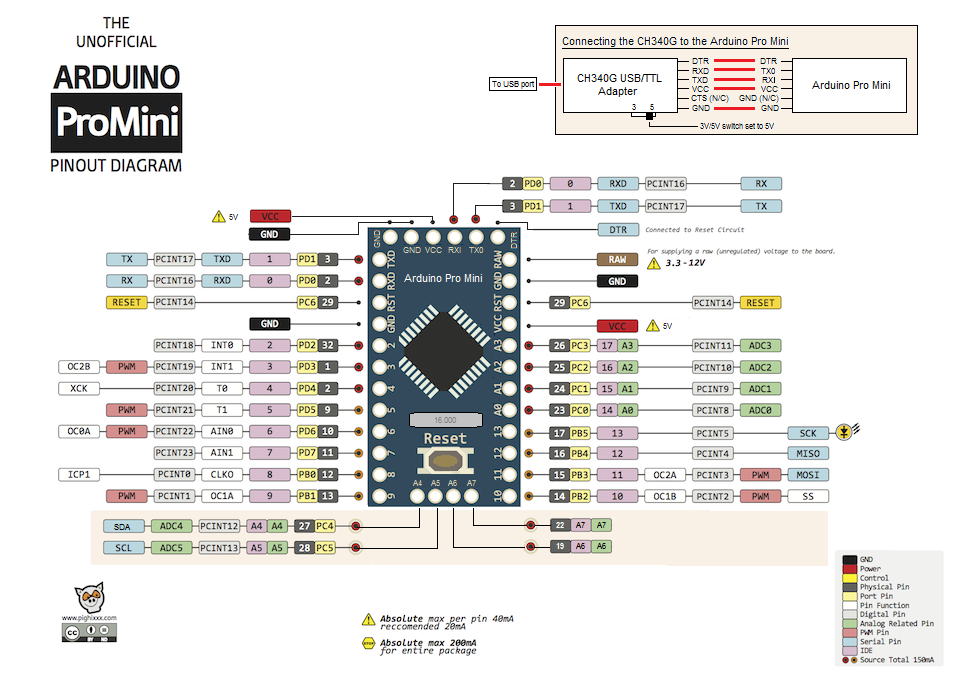 THE
UNOFFICIAL
ARDUINO
ProMini
PINOUT DIAGRAM
Connecting the CH340G to the Arduino Pro Mini
To USB port
CH340G USB/TTL
Adapter
3 5
DTR DTR
RXD TX0
TXD RXI
VCC VCC
CTS (N/C) GND (N/C)
GND GND
Arduino Pro Mini
3V/5V switch set to 5V
2 PD0 0 RXD PCINT16 RX
3 PD1 1 TXD PCINT17 TX
5V VCC
GND
DTR Connected to Reset Circuit
For supplying a raw (unregulated) voltage to the board.
RAW 3.3 - 12V
GND
29 PC6 PCINT14 RESET
VCC 5V
TX PCINT17 TXD 1 PD1 3
RX PCINT16 RXD 0 PD0 2
RESET PCINT14 PC6 29
GND
PCINT18 INT0 2 PD2 32
OC2B PWM PCINT19 INT1 3 PD3 1
XCK PCINT20 T0 4 PD4 2
PWM PCINT21 T1 5 PD5 9
OC0A PWM PCINT22 AIN0 6 PD6 10
PCINT23 AIN1 7 PD7 11
ICP1 PCINT0 CLKO 8 PB0 12
PWM PCINT1 OC1A 9 PB1 13
GND GND VCC RXI TX0 DTR
TXD
RXD
RST
GND
2
3
4
5
6
7
8
9
Arduino Pro Mini
16.000
Reset
A4 A5 A6 A7
RAW
GND
RST
VCC
A3
A2
A1
A0
13
12
11
10
26 PC3 17 A3 PCINT11 ADC3
25 PC2 16 A2 PCINT10 ADC2
24 PC1 15 A1 PCINT9 ADC1
23 PC0 14 A0 PCINT8 ADC0
17 PB5 13 PCINT5 SCK
16 PB4 12 PCINT4 MISO
15 PB3 11 OC2A PCINT3 PWM MOSI
14 PB2 10 OC1B PCINT2 PWM SS
SDA ADC4 PCINT12 A4 A4 27 PC4
SCL ADC5 PCINT13 A5 A5 28 PC5
22 A7 A7
19 A6 A6
www.pighixxx.com
cc BY ND
Absolute max per pin 40mA
reccomended 20mA
Absolute max 200mA
for entire package
GND
Power
Control
Physical Pin
Port Pin
Pin Function
Digital Pin
Analog Related Pin
PWM Pin
Serial Pin
IDE
Source Total 150mA